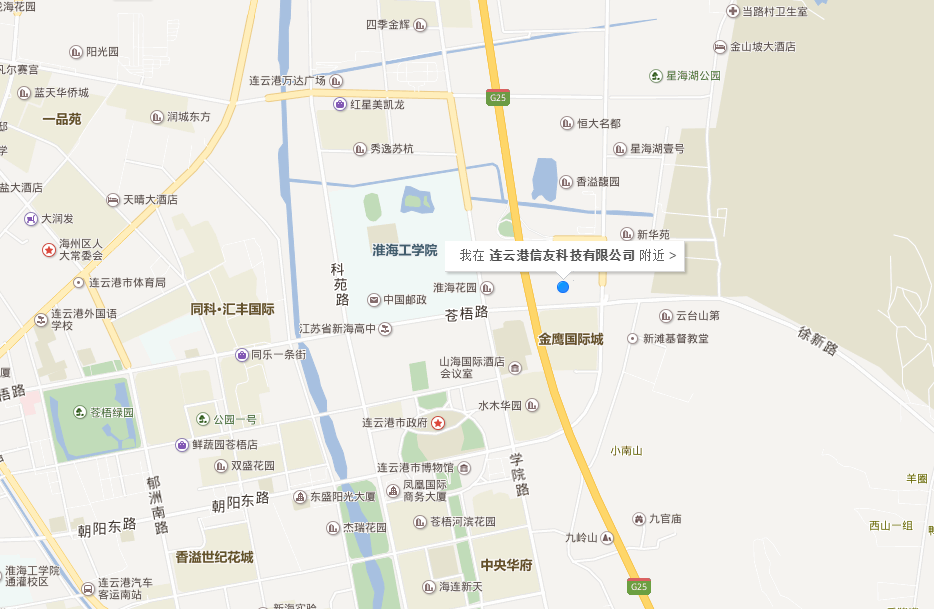 龙海花园
四季金辉
当路村卫生室
阳光园
金山坡大酒店
凡尔赛宫
连云港万达广场
星海湖公园
蓝天华侨城
红星美凯龙
G25
一品苑
润城东方
恒大名都
秀逸苏杭
星海湖壹号
盐大酒店
香溢馥园
天晴大酒店
大润发
新华苑
海州区人
大常委会
淮海工学院
我在 连云港信友科技有限公司 附近 >
科苑路
连云港市体育局
淮海花园
中国邮政
同科·汇丰国际
苍梧路
连云港外国语
学校
江苏省新海高中
云台山第
徐新路
金鹰国际城
新滩基督教堂
同乐一条街
山海国际酒店
会议室
厦
梧路
水木华园
苍梧绿园
公园一号
连云港市政府
鲜蔬园苍梧店
小南山
双盛花园
连云港市博物馆
学院路
郁洲南路
凤凰国际
商务大厦
羊圈
朝阳东路
东盛阳光大厦
朝阳东路
杰瑞花园
苍梧河滨花园
九官庙
西山一组
九岭山
香溢世纪花城
中央华府
淮海工学院
通灌校区
连云港汽车
客运南站
海连新天
G25
新海实验